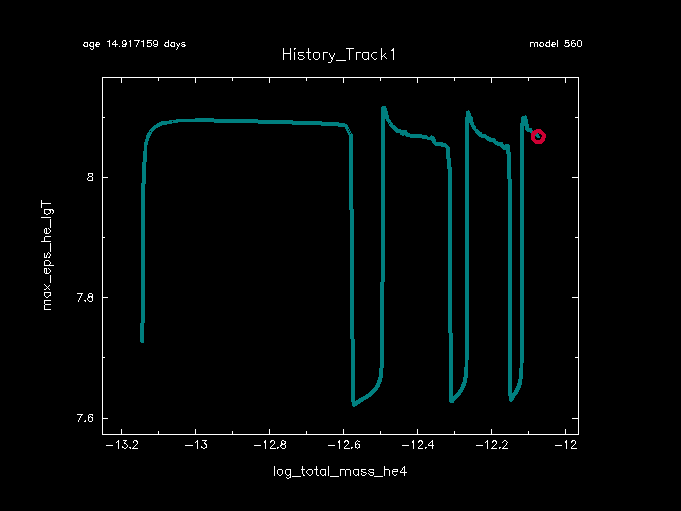 age 14.917159 days
model 560
History_Track1
max_eps_he_lgT
8
7.8
7.6
−13.2
−13
−12.8
−12.6
−12.4
−12.2
−12
log_total_mass_he4